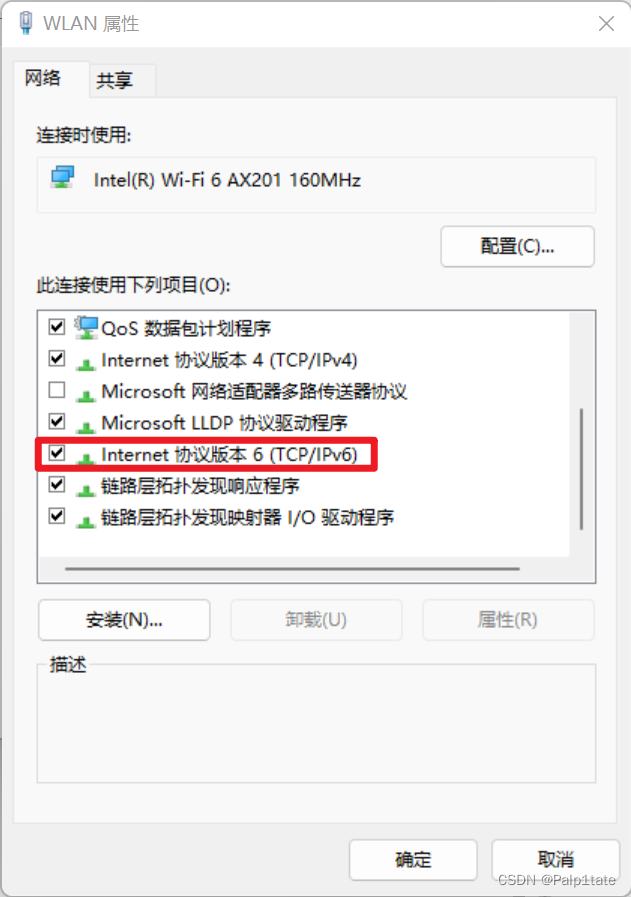 WLAN 属性
网络 共享
连接时使用:
Intel(R) Wi-Fi 6 AX201 160MHz
配置(C)...
此连接使用下列项目(O):
QoS 数据包计划程序
Internet 协议版本 4 (TCP/IPv4)
Microsoft 网络适配器多路传送器协议
Microsoft LLDP 协议驱动程序
Internet 协议版本 6 (TCP/IPv6)
链路层拓扑发现响应程序
链路层拓扑发现映射器 I/O 驱动程序
安装(N)... 卸载(U) 属性(R)
描述
确定 取消
CSDN @Palp1tate